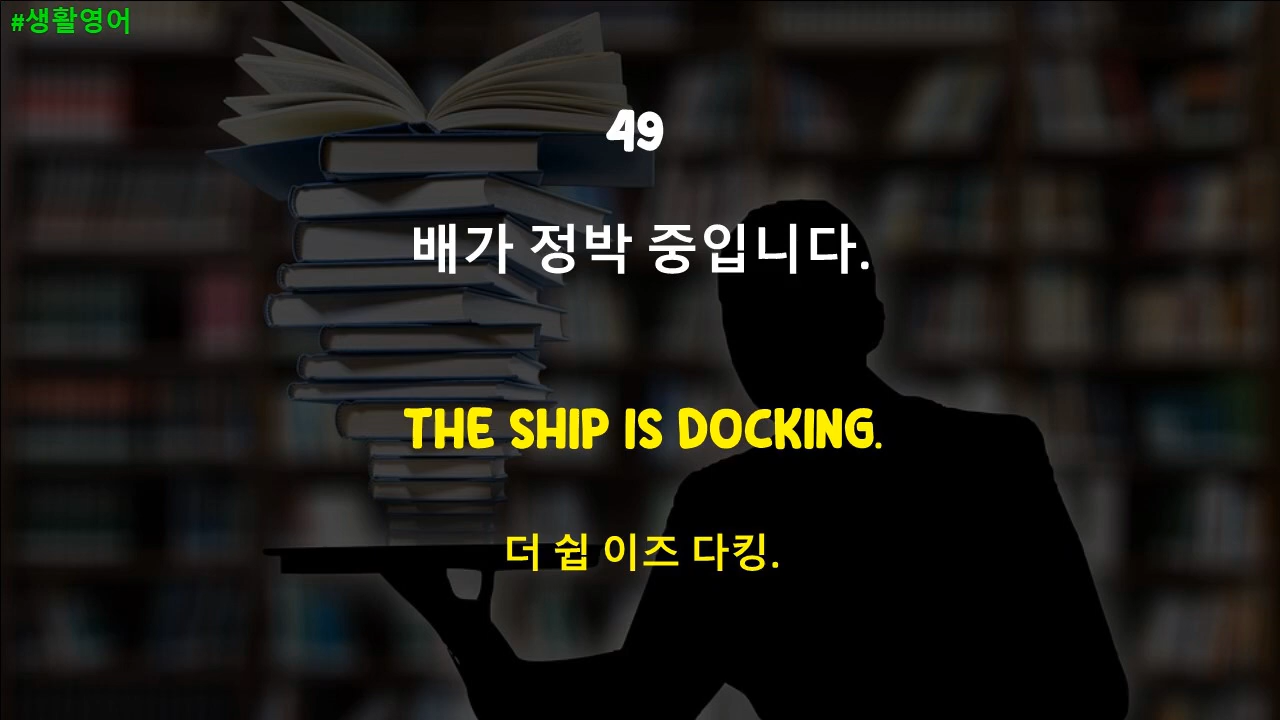 #생활영어
49
배가 정박 중입니다.
THE SHIP IS DOCKING.
더 쉽 이즈 다킹.